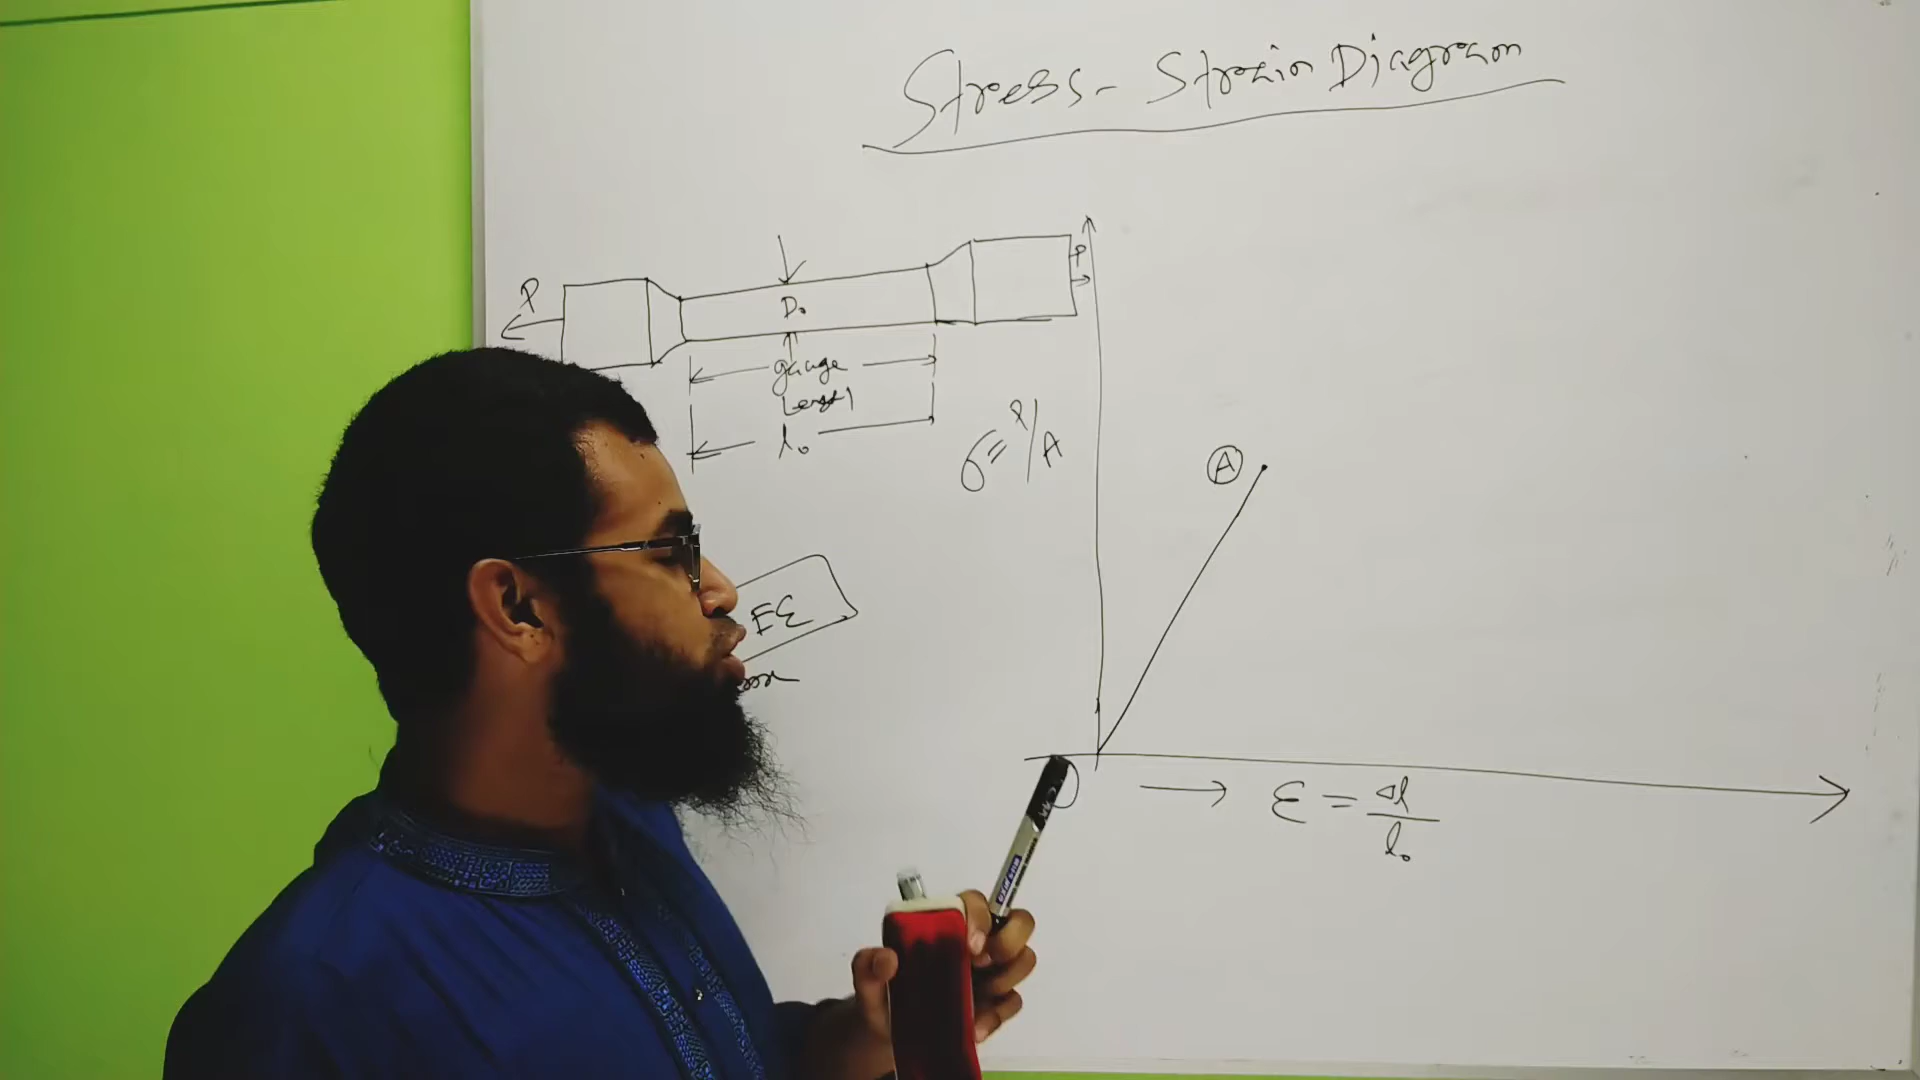 Stress - Strain Diagram
P
P
D₀
gauge
Length
l₀
σ = P/A
A
Eε
O
→ ε = Δl/l₀